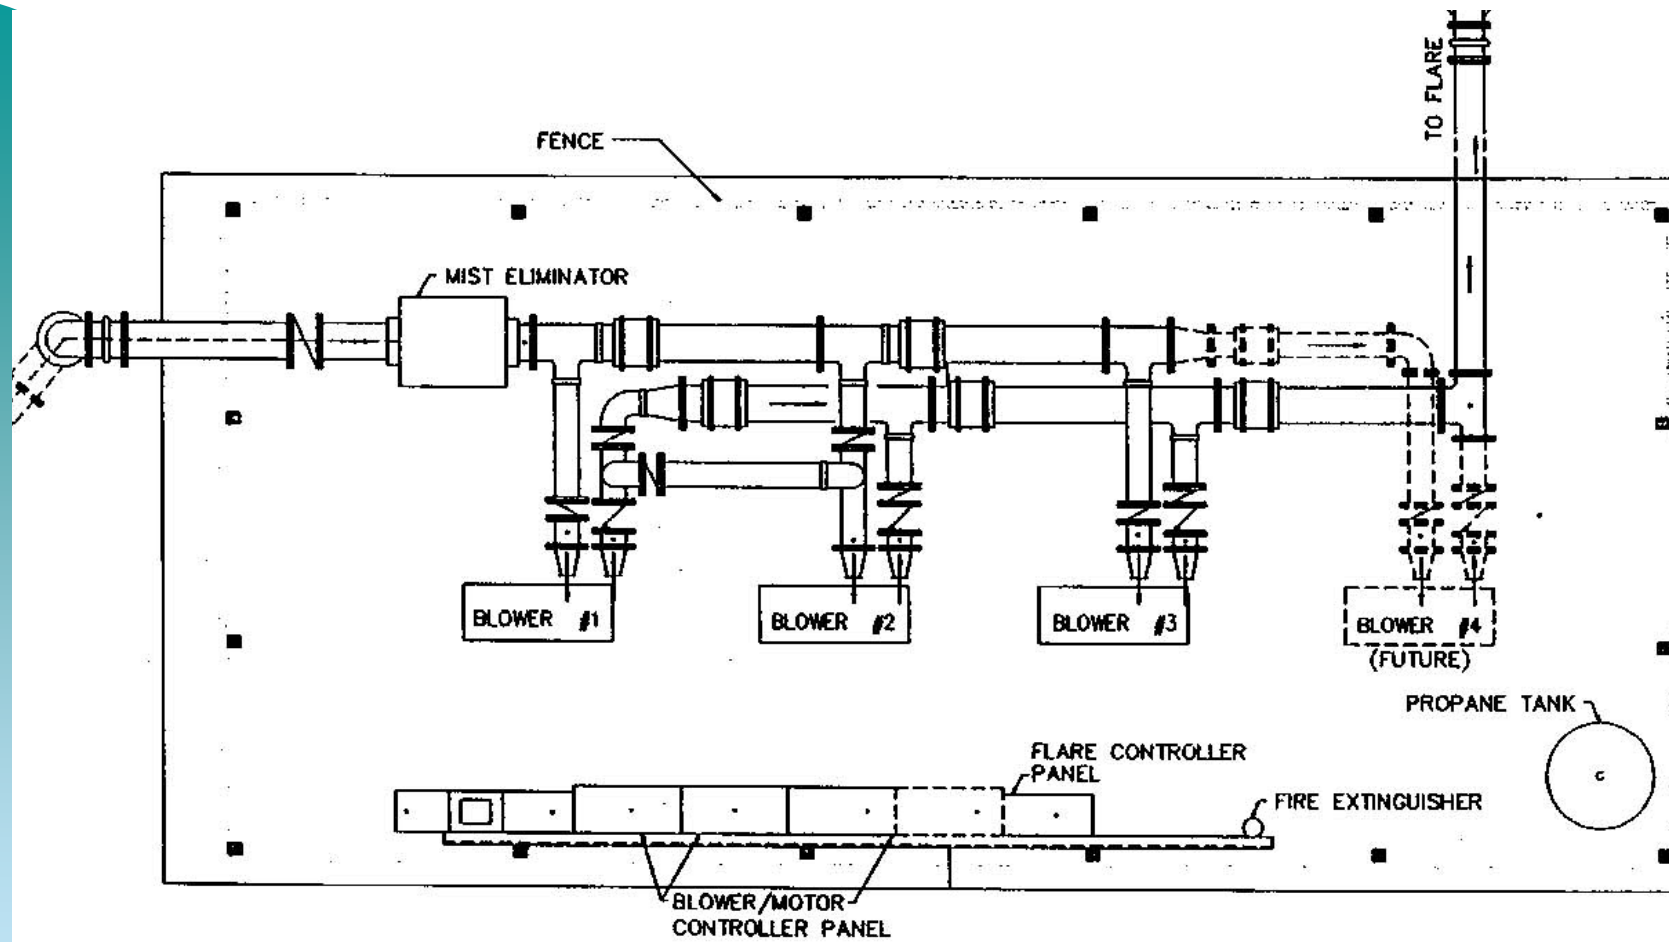 TO FLARE
FENCE
MIST ELIMINATOR
BLOWER #1
BLOWER #2
BLOWER #3
BLOWER #4
(FUTURE)
PROPANE TANK
C
FLARE CONTROLLER
PANEL
FIRE EXTINGUISHER
BLOWER/MOTOR
CONTROLLER PANEL